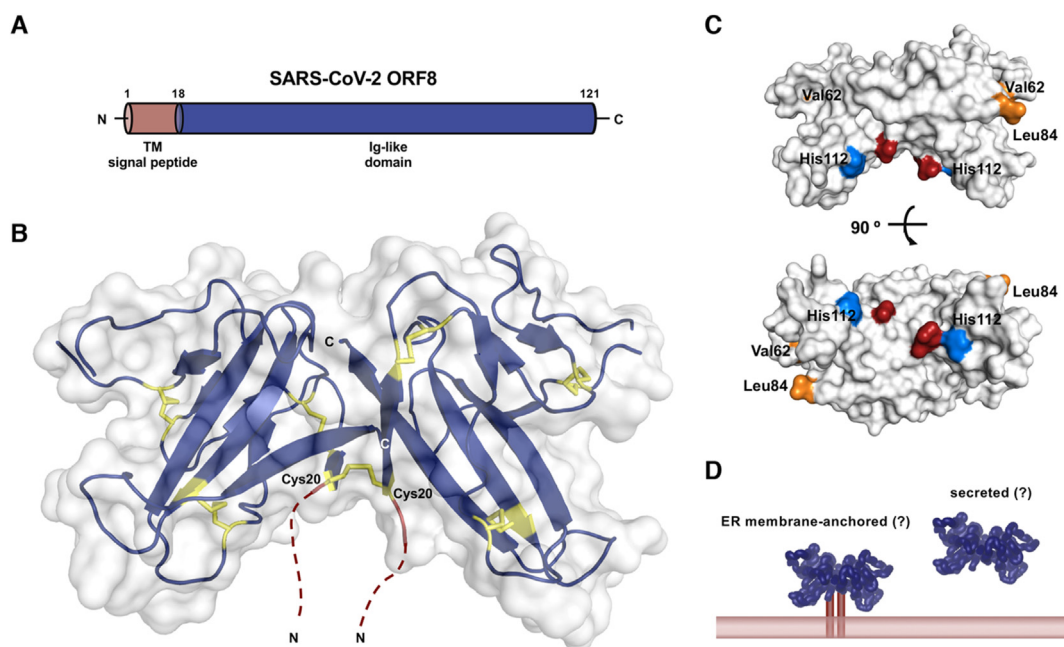 A
SARS-CoV-2 ORF8
1
18
121
N
C
TM
signal peptide
Ig-like
domain
B
C
C
Cys20
Cys20
N
N
C
Val62
Val62
Leu84
His112
His112
90 º
Leu84
His112
His112
Val62
Leu84
D
secreted (?)
ER membrane-anchored (?)